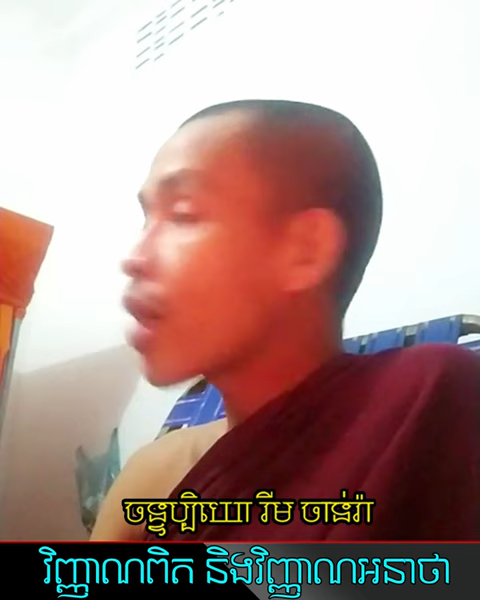 ចន្ទប្បិយោ រឹម ចាន់រ៉ា
វិញ្ញាណពិត និងវិញ្ញាណអនាថា